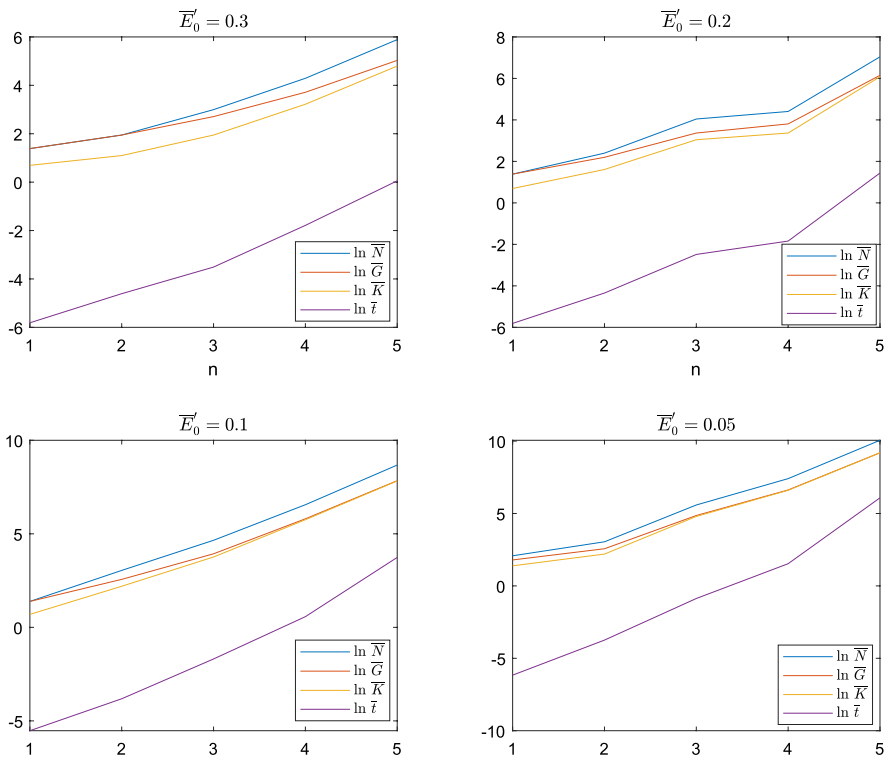 E̅′₀ = 0.3
6
4
2
0
-2
-4
-6
1 2 3 4 5
n
ln N̅
ln G̅
ln K̅
ln t̅
E̅′₀ = 0.2
8
6
4
2
0
-2
-4
-6
1 2 3 4 5
n
ln N̅
ln G̅
ln K̅
ln t̅
E̅′₀ = 0.1
10
5
0
-5
1 2 3 4 5
ln N̅
ln G̅
ln K̅
ln t̅
E̅′₀ = 0.05
10
5
0
-5
-10
1 2 3 4 5
ln N̅
ln G̅
ln K̅
ln t̅